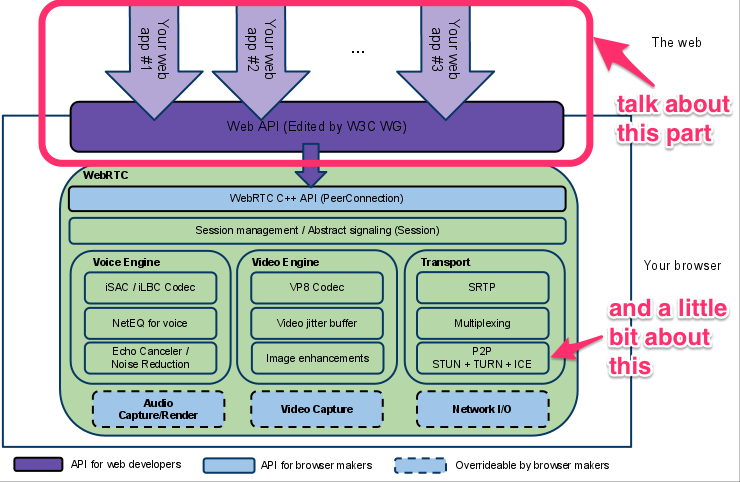 Your web
app #1
Your web
app #2
...
Your web
app #3
The web
talk about
this part
Web API (Edited by W3C WG)
WebRTC
WebRTC C++ API (PeerConnection)
Session management / Abstract signaling (Session)
Your browser
Voice Engine
iSAC / iLBC Codec
NetEQ for voice
Echo Canceler /
Noise Reduction
Video Engine
VP8 Codec
Video jitter buffer
Image enhancements
Transport
SRTP
Multiplexing
P2P
STUN + TURN + ICE
and a little
bit about
this
Audio
Capture/Render
Video Capture
Network I/O
API for web developers
API for browser makers
Overrideable by browser makers